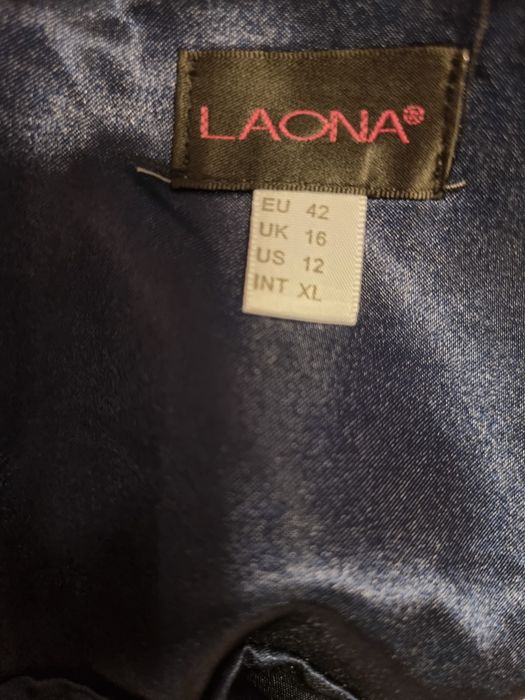 LAONA®
EU 42
UK 16
US 12
INT XL